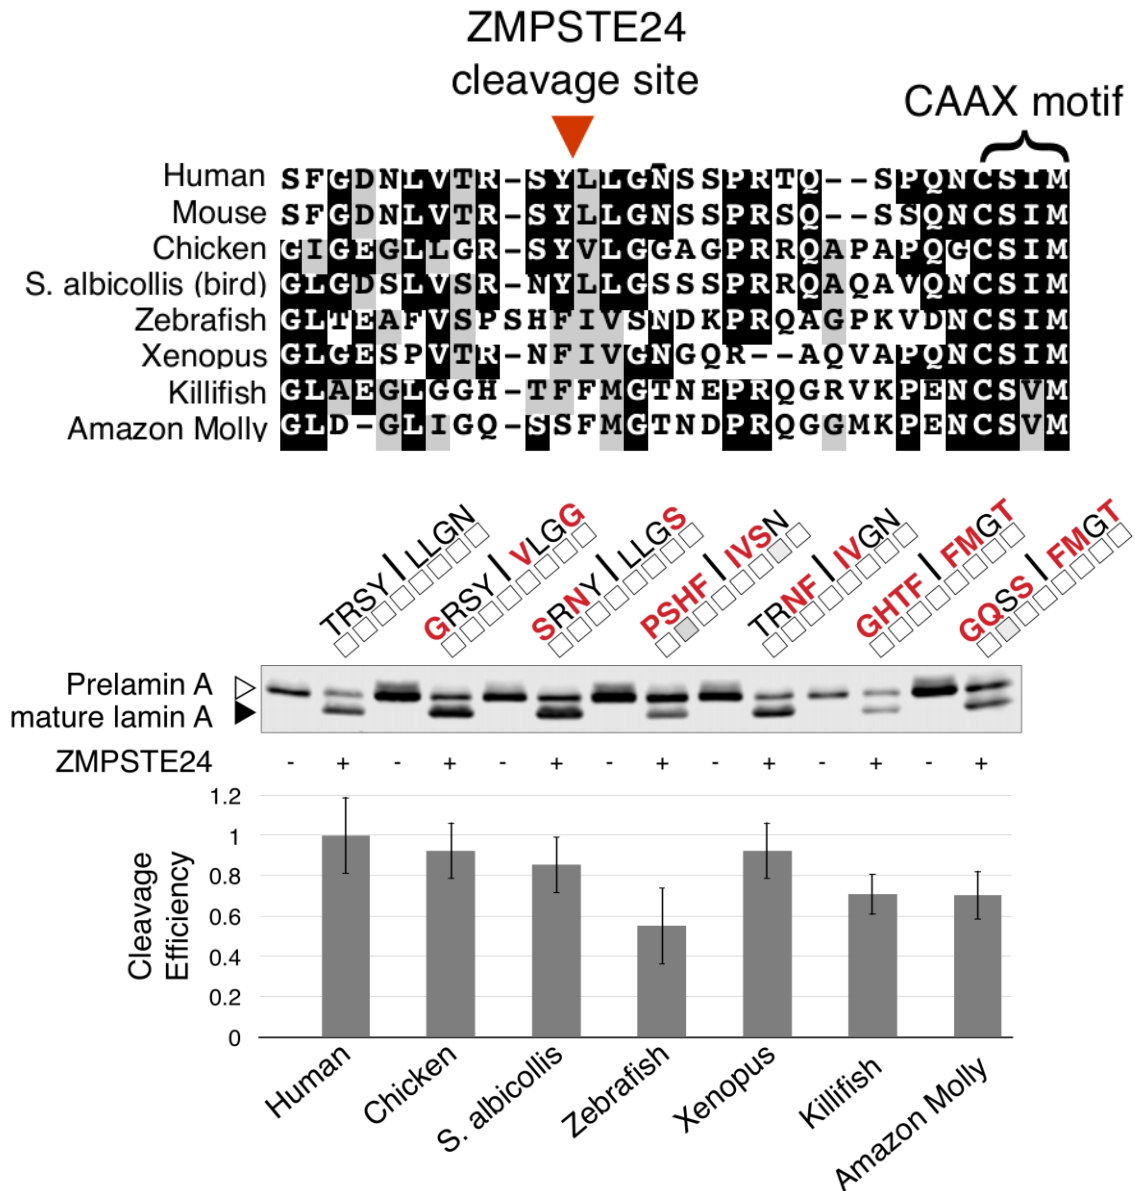 ZMPSTE24
cleavage site
CAAX motif
Human SFGDNLVTR-SYLLGNSSPRTQ--SPQNCSIM
Mouse SFGDNLVTR-SYLLGNSSPRSQ--SSQNCSIM
Chicken GIGEGLLGR-SYVLGGAGPRRQAPAPQGCSIM
S. albicollis (bird) GLGDSLVSR-NYLLGSSSPRRQAQAVQNCSIM
Zebrafish GLTEAFVSPSHFIVSNDKPRQAGPKVDNCSIM
Xenopus GLGESPVTR-NFIVGNGQR--AQVAPQNCSIM
Killifish GLAEGLGGH-TFFMGTNEPRQGRVKPENCSVM
Amazon Molly GLD-GLIGQ-SSFMGTNDPRQGGMKPENCSVM
TRSY | LLGN
GRSY | VLGG
SRNY | LLGS
PSHF | IVSN
TRNF | IVGN
GHTF | FMGT
GQSS | FMGT
Prelamin A
mature lamin A
ZMPSTE24 - + - + - + - + - + - + - +
Cleavage
Efficiency
1.2
1
0.8
0.6
0.4
0.2
0
Human
Chicken
S. albicollis
Zebrafish
Xenopus
Killifish
Amazon Molly